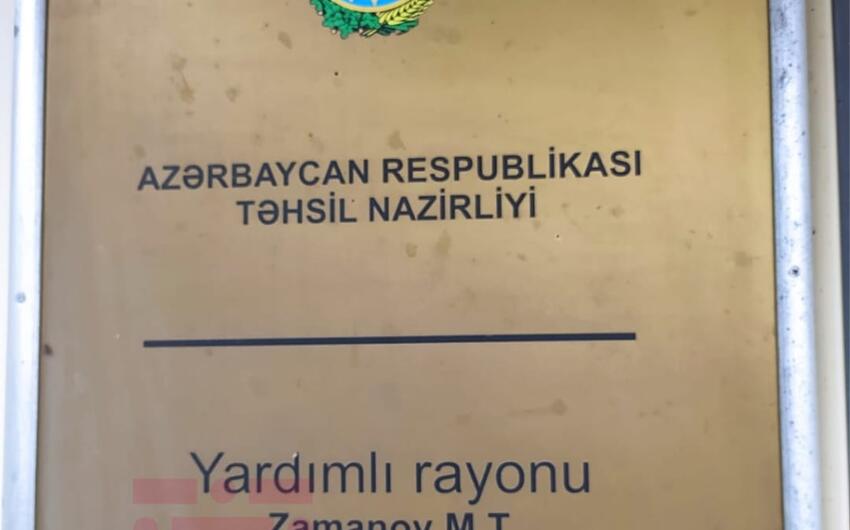 AZƏRBAYCAN RESPUBLİKASI
TƏHSİL NAZİRLİYİ
Yardımlı rayonu
Zamanov M.T.